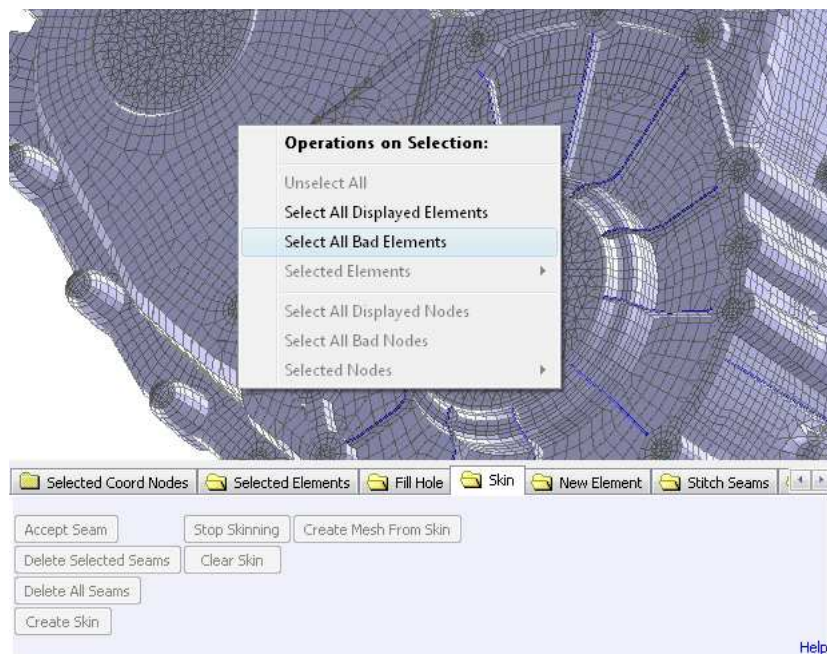 Operations on Selection:
Unselect All
Select All Displayed Elements
Select All Bad Elements
Selected Elements
Select All Displayed Nodes
Select All Bad Nodes
Selected Nodes
Selected Coord Nodes Selected Elements Fill Hole Skin New Element Stitch Seams
Accept Seam Stop Skinning Create Mesh From Skin
Delete Selected Seams Clear Skin
Delete All Seams
Create Skin
Help